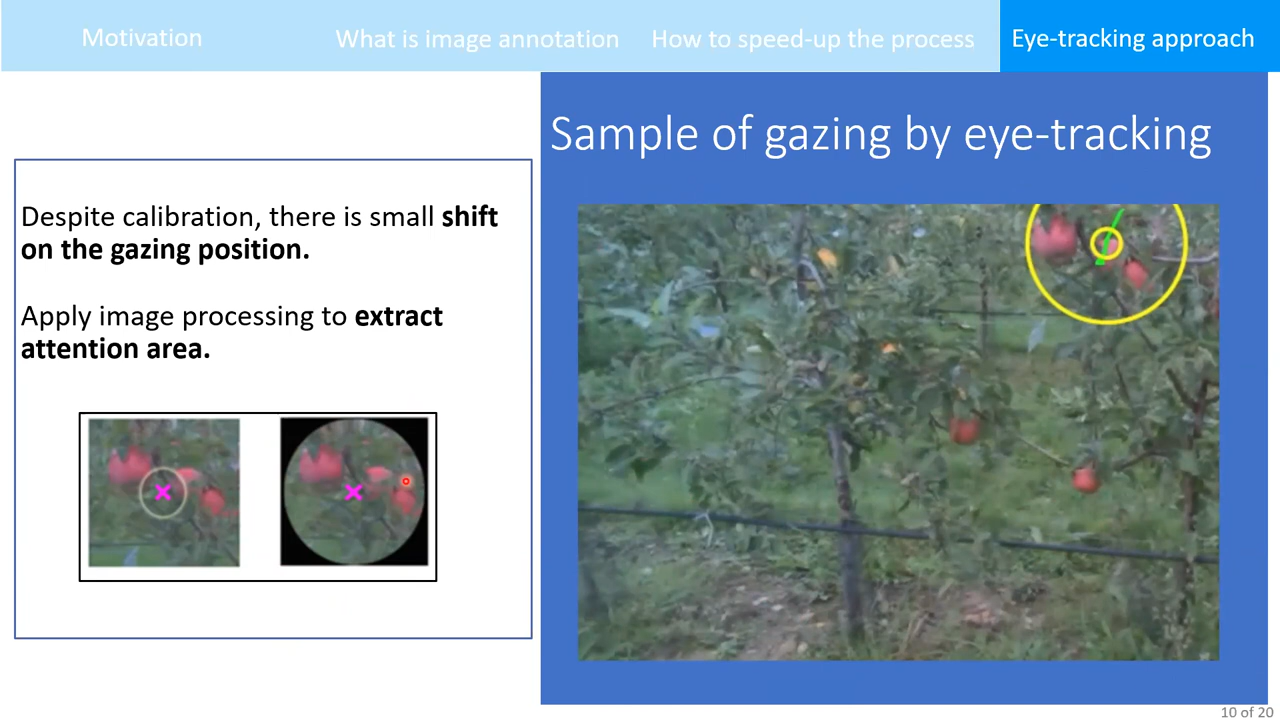 Motivation
What is image annotation
How to speed-up the process
Eye-tracking approach
Sample of gazing by eye-tracking
Despite calibration, there is small shift
on the gazing position.
Apply image processing to extract
attention area.
10 of 20